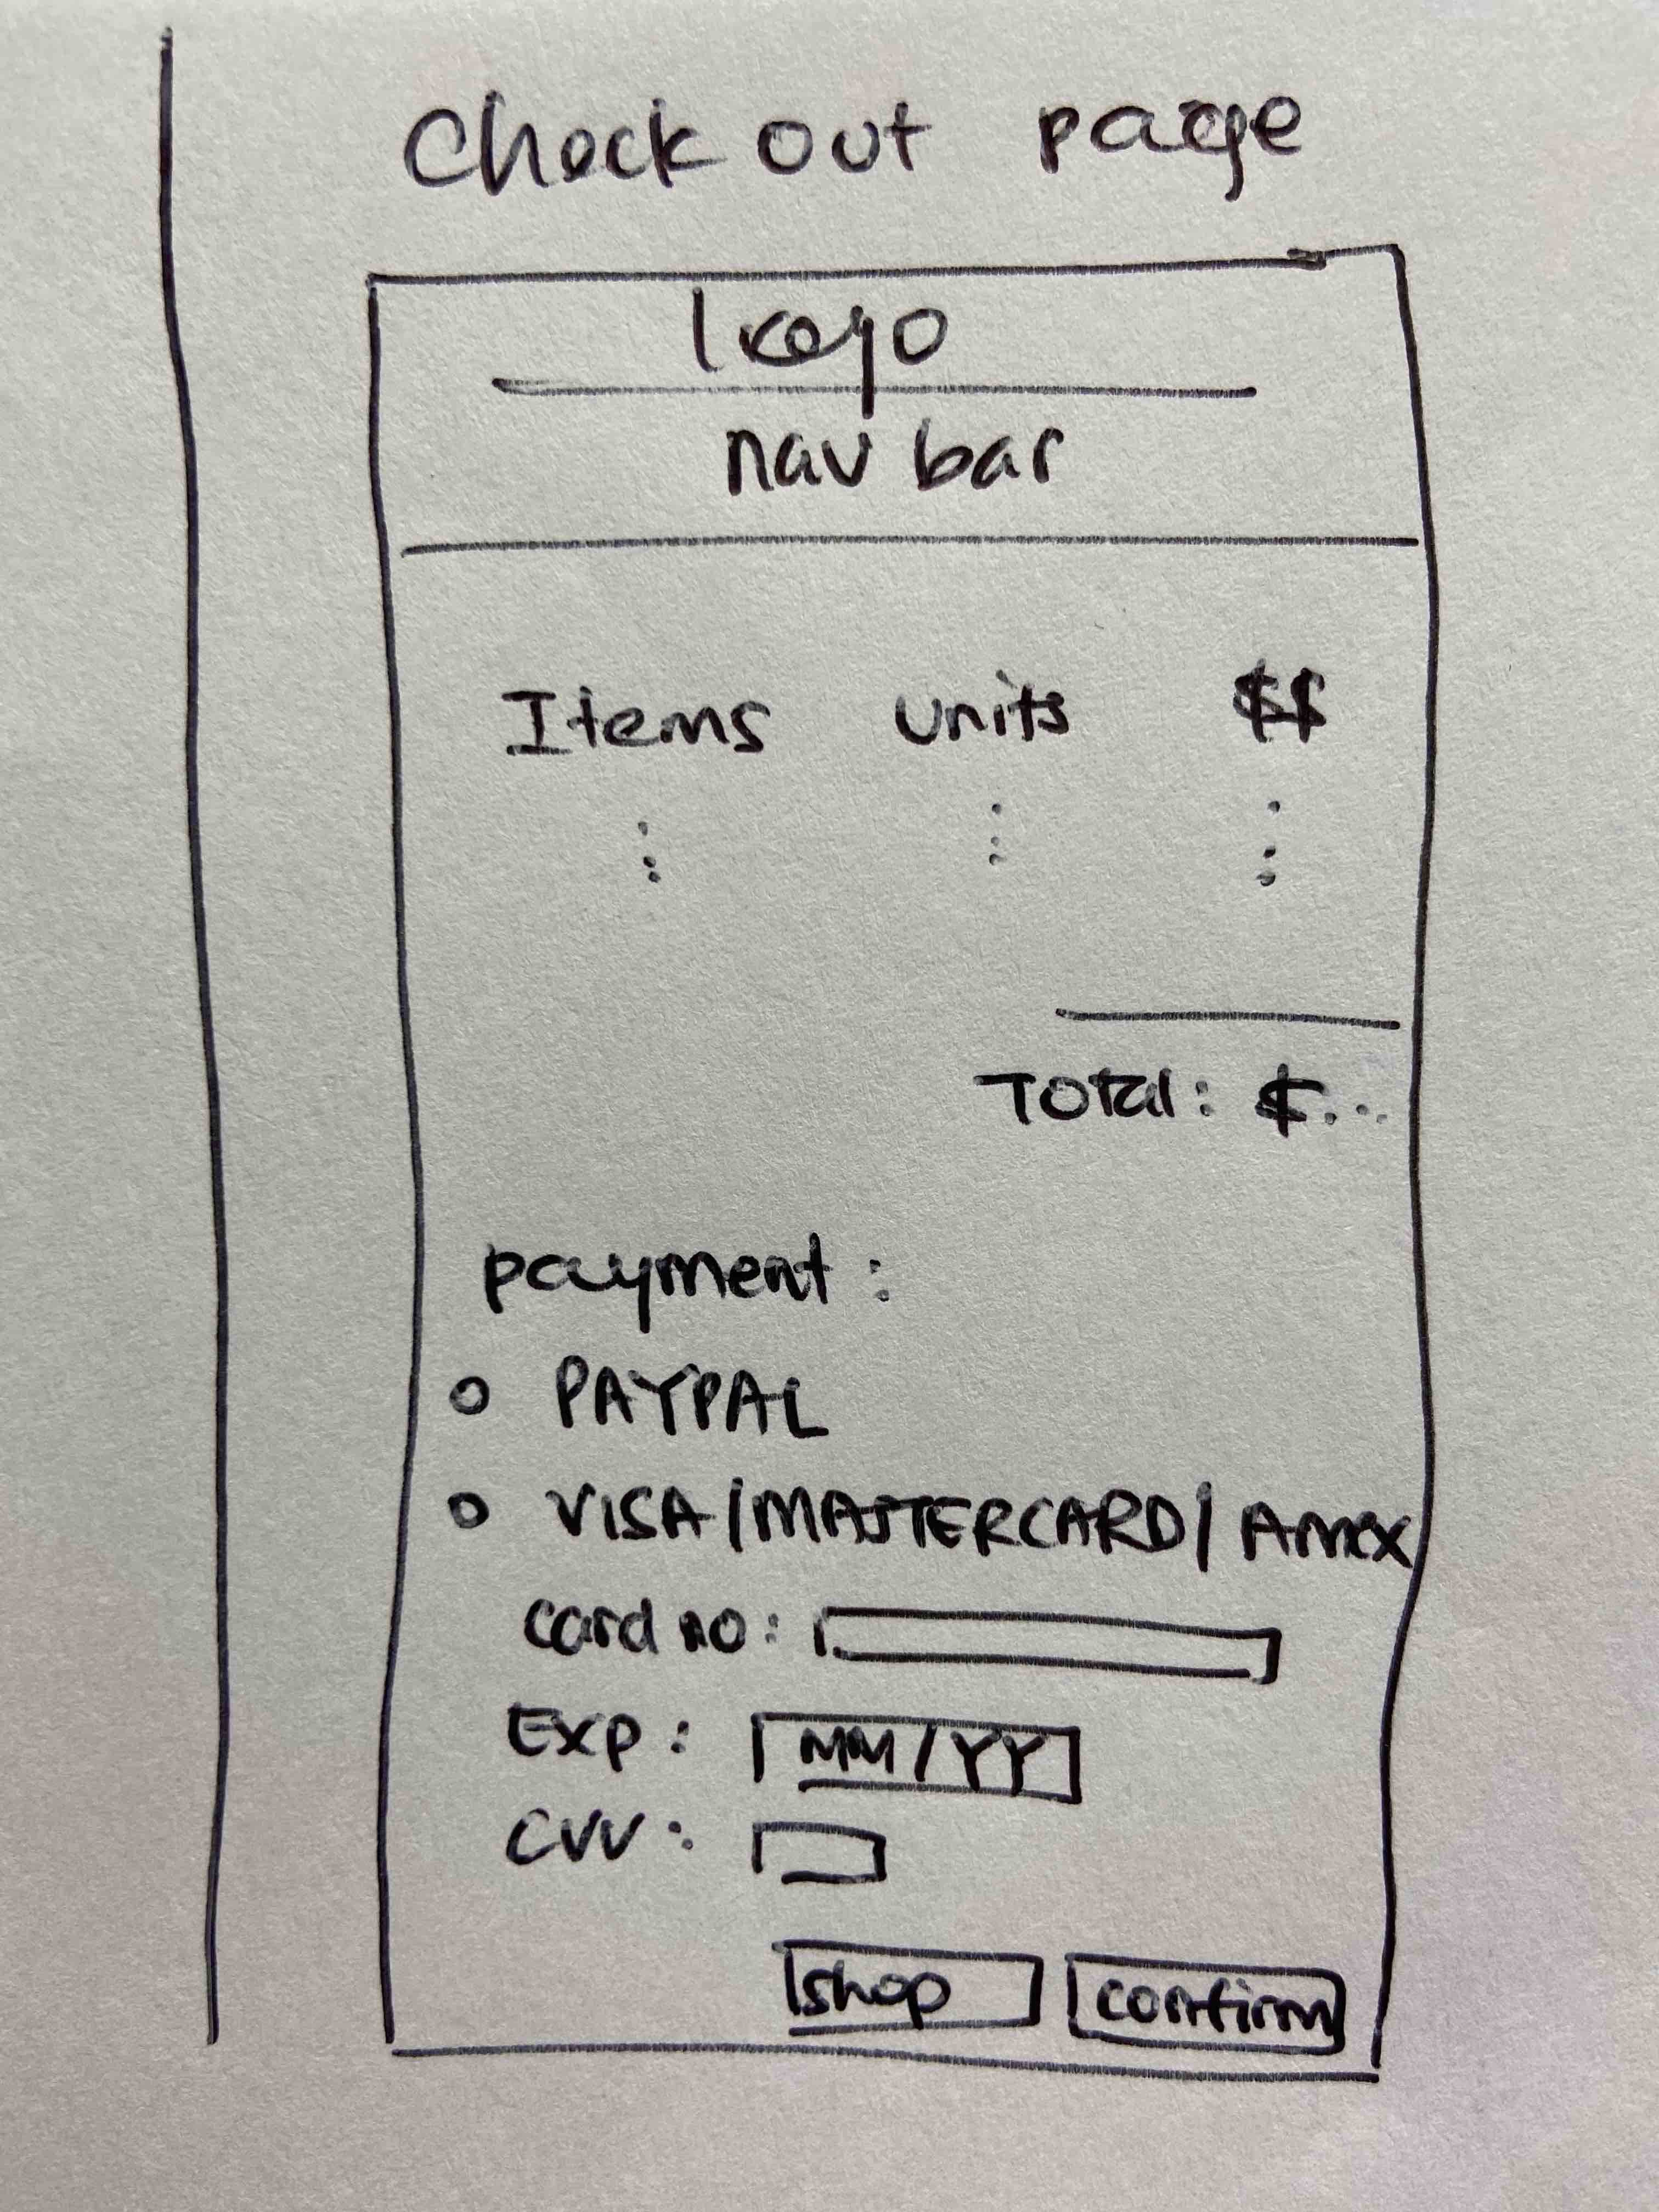 Check out page
Ikeyo
nav bar
Items units $$
: : :
Total: $...
payment:
o PAYPAL
o VISA/MASTERCARD/Amex
card no:
Exp: MM/YY
CVV:
shop confirm